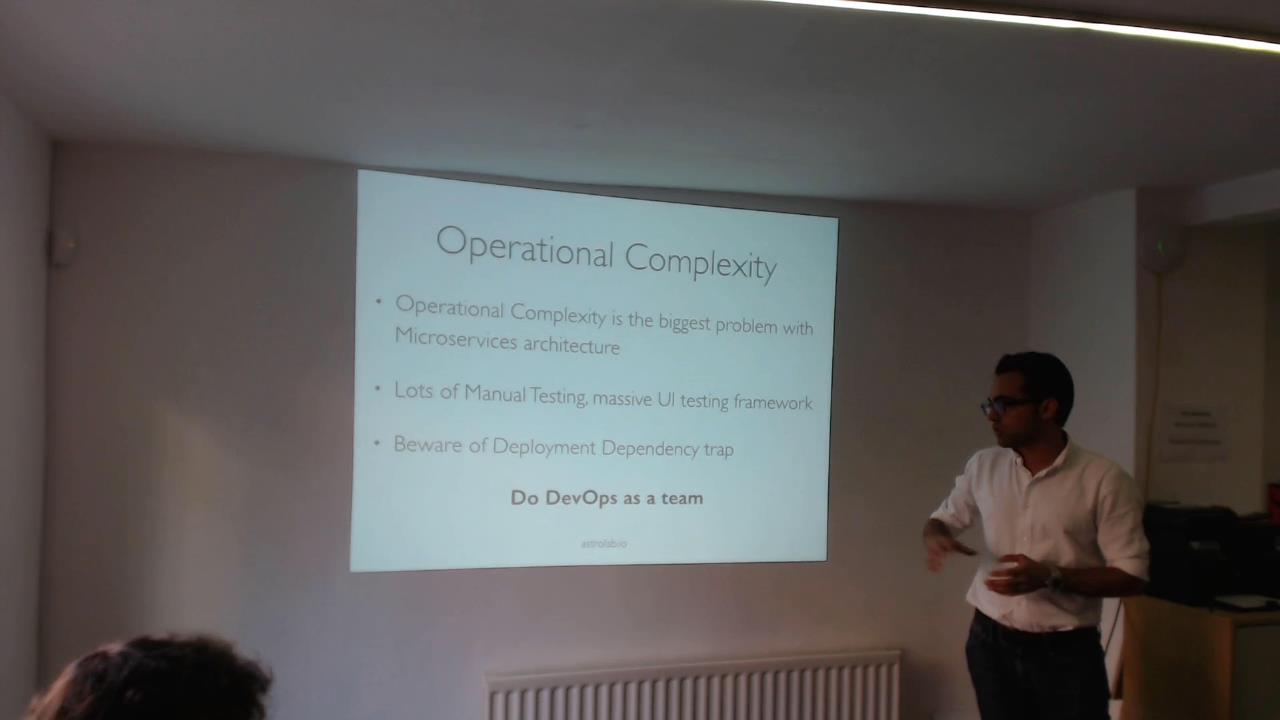 Operational Complexity
• Operational Complexity is the biggest problem with
Microservices architecture
• Lots of Manual Testing, massive UI testing framework
• Beware of Deployment Dependency trap
Do DevOps as a team
astrolab.io